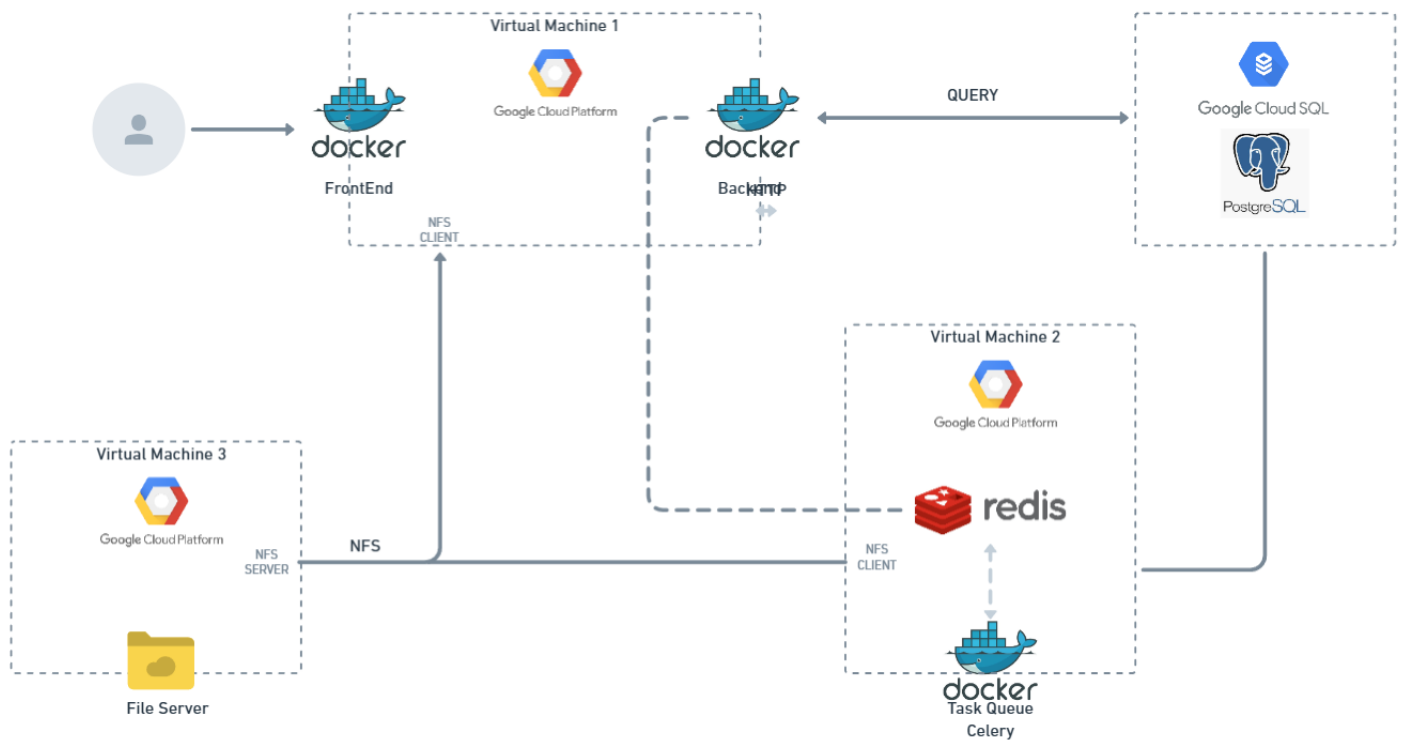 Virtual Machine 1
Google Cloud Platform
docker
FrontEnd
docker
Backend
HTTP
NFS
CLIENT
QUERY
Google Cloud SQL
PostgreSQL
Virtual Machine 2
Google Cloud Platform
redis
NFS
CLIENT
docker
Task Queue
Celery
Virtual Machine 3
Google Cloud Platform
NFS
SERVER
NFS
File Server